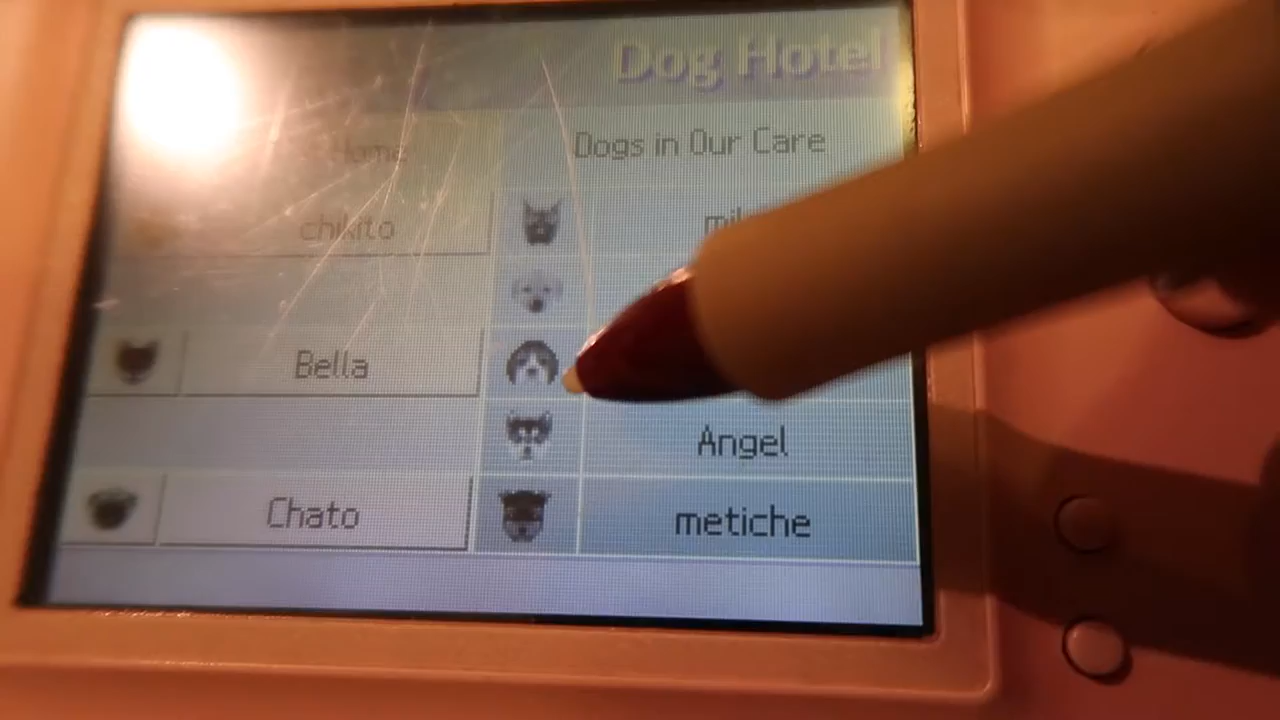 Dog Hotel
Home
Dogs in Our Care
chikito
Bella
Angel
Chato
metiche